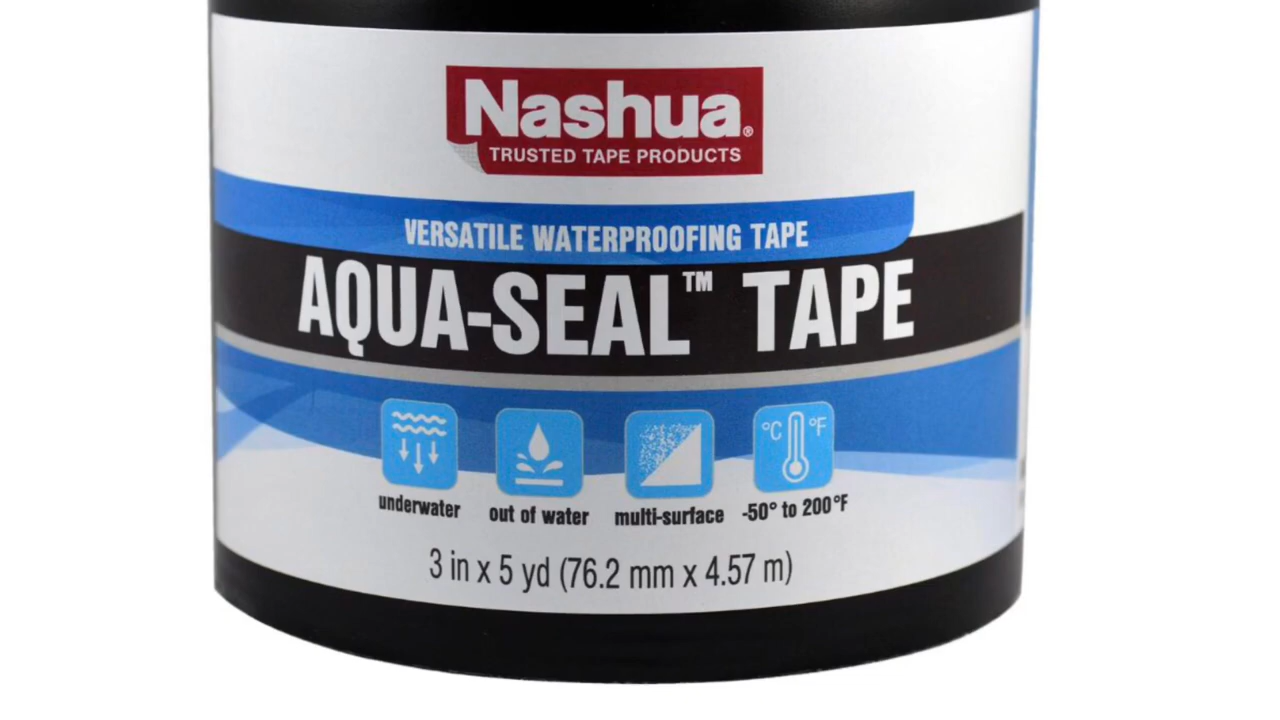 Nashua®
TRUSTED TAPE PRODUCTS
VERSATILE WATERPROOFING TAPE
AQUA-SEAL™ TAPE
°C °F
underwater out of water multi-surface -50° to 200°F
3 in x 5 yd (76.2 mm x 4.57 m)